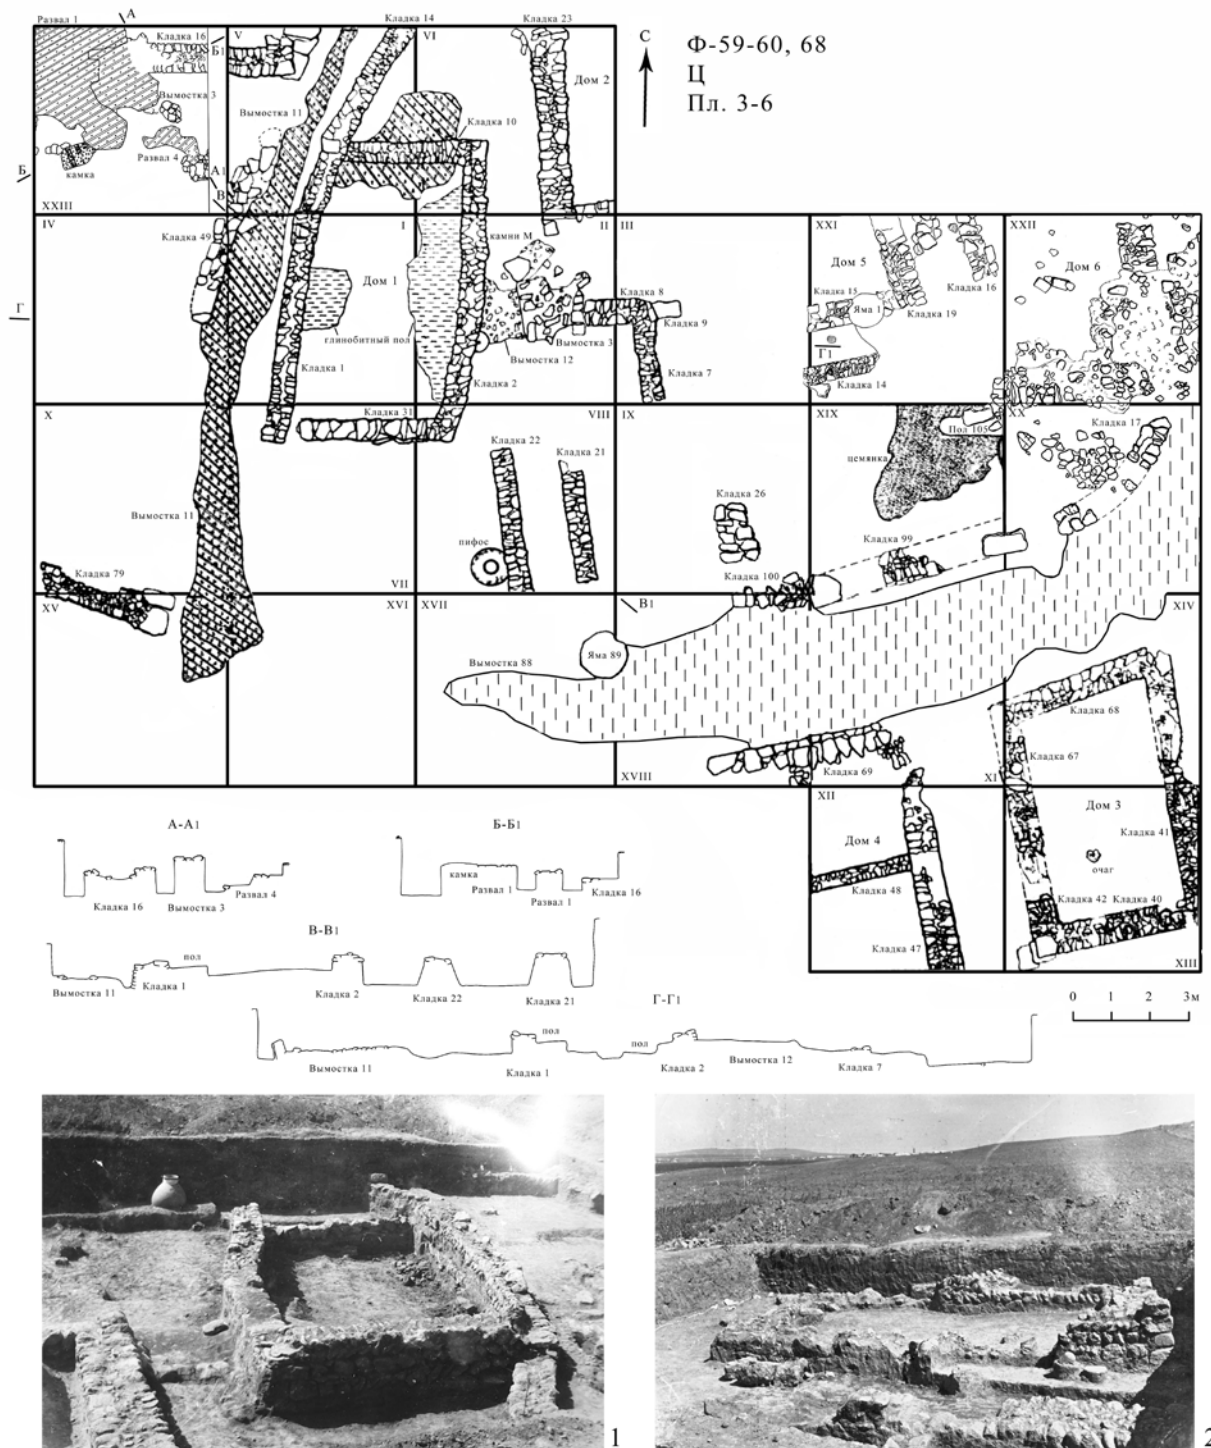 Развал 1
А
Кладка 14
Кладка 23
Кладка 16
V
VI
Б1
С
Ф-59-60, 68
Ц
Пл. 3-6
Дом 2
Вымостка 3
Вымостка 11
Кладка 10
Развал 4
Б
камка
А1
В
XXIII
IV
Кладка 49
I
камни М
II
III
XXI
XXII
Дом 5
Дом 6
Дом 1
Кладка 15
Кладка 16
Кладка 8
Г
Яма 1
Кладка 19
Кладка 9
глинобитный пол
Вымостка 3
Г1
Вымостка 12
Кладка 1
Кладка 2
Кладка 7
Кладка 14
X
Кладка 31
VIII
IX
XIX
XX
Кладка 17
Пол 105
Кладка 22
Кладка 21
цемянка
Кладка 26
Вымостка 11
пифос
Кладка 99
Кладка 79
VII
Кладка 100
XV
XVI
XVII
В1
XIV
Яма 89
Вымостка 88
Кладка 68
Кладка 67
XVIII
Кладка 69
XI
XII
Дом 3
Дом 4
Кладка 41
очаг
Кладка 48
Кладка 42
Кладка 40
Кладка 47
XIII
А-А1
Б-Б1
камка
Развал 1
Развал 4
Кладка 16
Вымостка 3
Развал 1
Кладка 16
В-В1
пол
Вымостка 11
Кладка 1
Кладка 2
Кладка 22
Кладка 21
Г-Г1
0 1 2 3м
пол
пол
Вымостка 11
Кладка 1
Кладка 2
Вымостка 12
Кладка 7
1
2